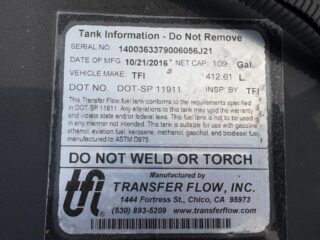 Tank Information - Do Not Remove
SERIAL NO. 1400363379006056J21
DATE OF MFG. 10/21/2016 NET CAP. 109 Gal.
VEHICLE MAKE TFI 412.61 L.
DOT NO. DOT-SP 11911 INSP. BY TFI
This Transfer Flow fuel tank conforms to the requirements specified
in DOT-SP 11911. Any alterations to this tank may void the warranty
and violate state and/or federal laws. This fuel tank is not to be used
in any manner not intended. This tank is suitable for use with gasoline
ethanol, aviation fuel, kerosene, methanol, gasohol, and biodiesel fuel
manufactured to ASTM D975.
DO NOT WELD OR TORCH
Manufactured by
tfi TRANSFER FLOW, INC.
1444 Fortress St., Chico, CA 95973
(530) 893-5209 www.transferflow.com